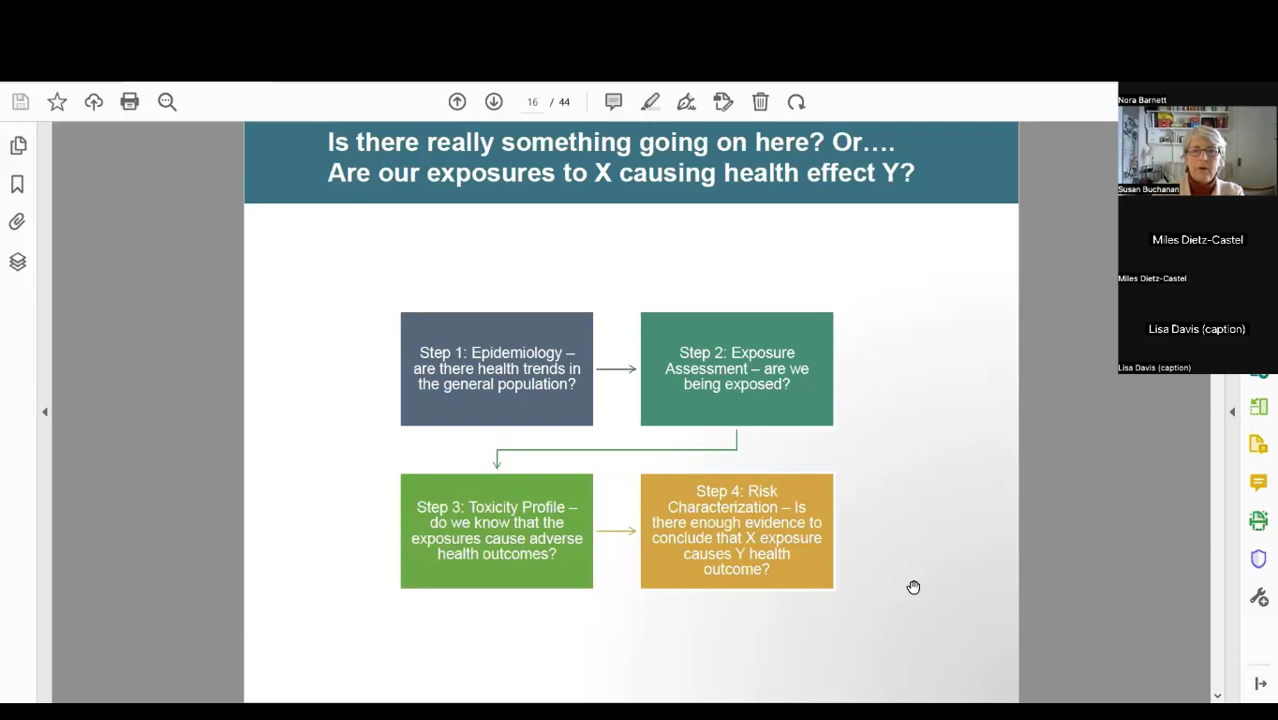 16 / 44
Nora Barnett
Is there really something going on here? Or….
Are our exposures to X causing health effect Y?
Susan Buchanan
Miles Dietz-Castel
Miles Dietz-Castel
Lisa Davis (caption)
Lisa Davis (caption)
Step 1: Epidemiology –
are there health trends in
the general population?
Step 2: Exposure
Assessment – are we
being exposed?
Step 3: Toxicity Profile –
do we know that the
exposures cause adverse
health outcomes?
Step 4: Risk
Characterization – Is
there enough evidence to
conclude that X exposure
causes Y health
outcome?